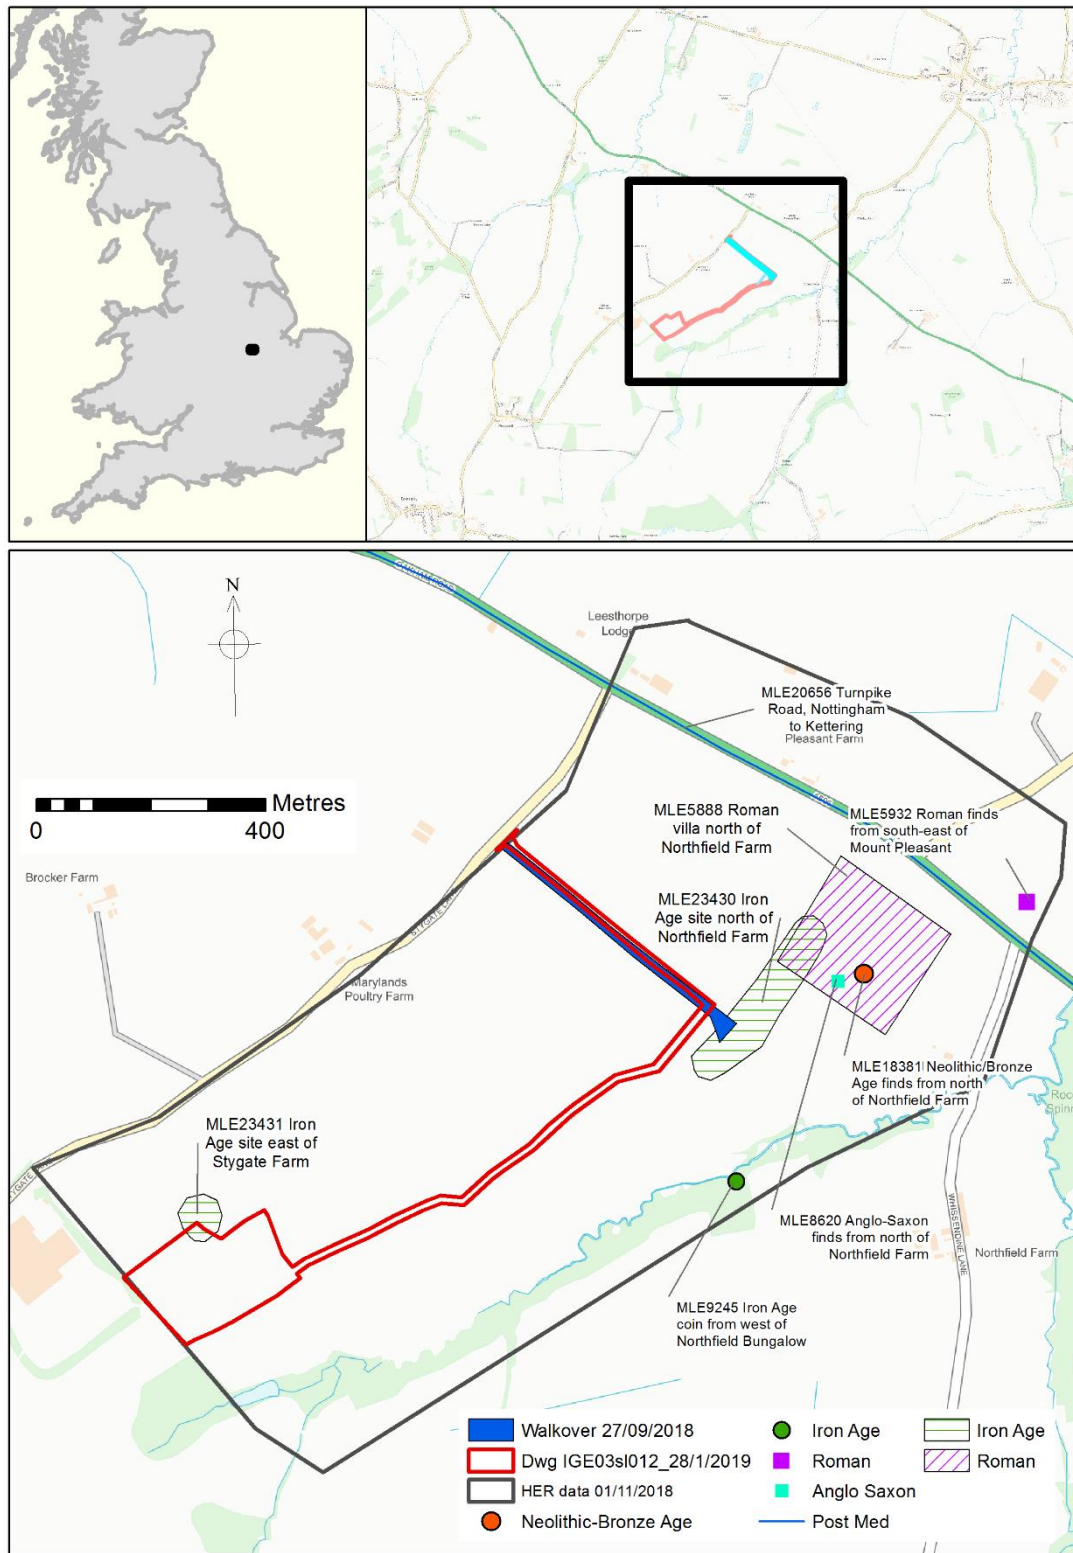 OAKHAM ROAD
N
Leesthorpe
Lodge
MLE20656 Turnpike
Road, Nottingham
to Kettering
Pleasant Farm
Metres
0
400
MLE5888 Roman
villa north of
Northfield Farm
MLE5932 Roman finds
from south-east of
Mount Pleasant
Brocker Farm
MLE23430 Iron
Age site north of
Northfield Farm
STYGATE LANE
Marylands
Poultry Farm
MLE18381 Neolithic/Bronze
Age finds from north
of Northfield Farm
MLE23431 Iron
Age site east of
Stygate Farm
MLE8620 Anglo-Saxon
finds from north of
Northfield Farm
WHISSENDINE LANE
Northfield Farm
MLE9245 Iron Age
coin from west of
Northfield Bungalow
Walkover 27/09/2018
Dwg IGE03sl012_28/1/2019
HER data 01/11/2018
Neolithic-Bronze Age
Iron Age
Roman
Anglo Saxon
Post Med
Iron Age
Roman